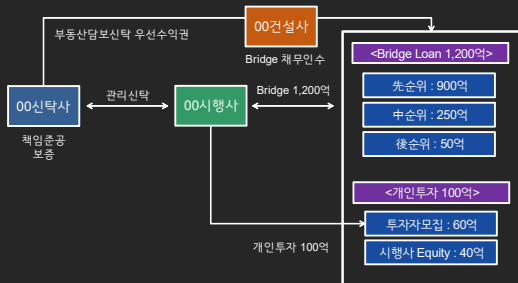 부동산담보신탁 우선수익권
00건설사
Bridge 채무인수
<Bridge Loan 1,200억>
先순위 : 900억
中순위 : 250억
後순위 : 50억
00신탁사
관리신탁
00시행사
Bridge 1,200억
책임준공
보증
<개인투자 100억>
투자자모집 : 60억
시행사 Equity : 40억
개인투자 100억